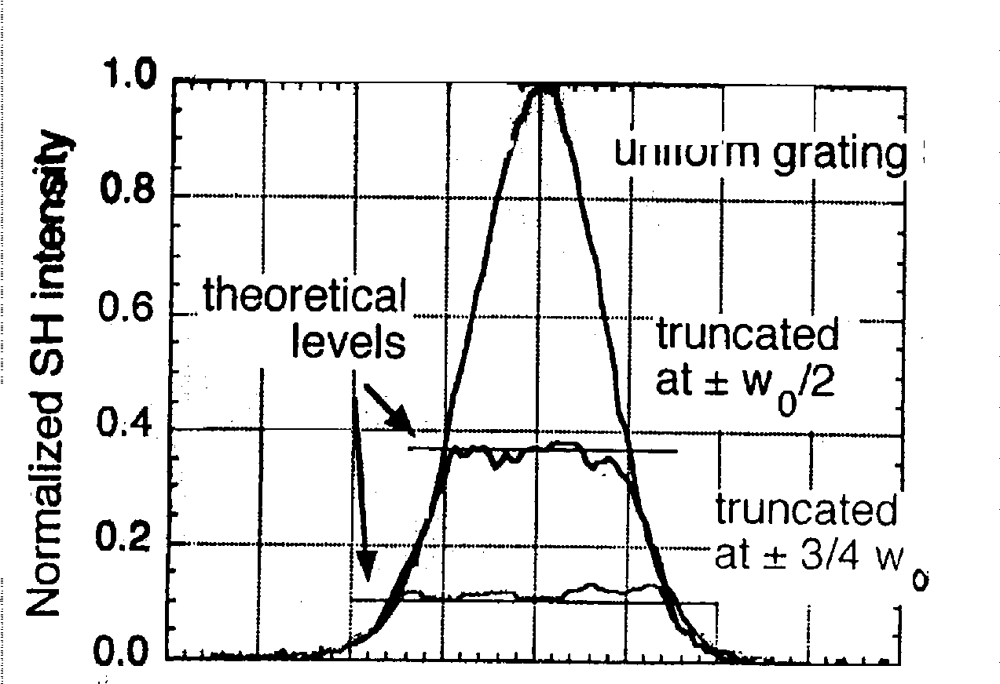 1.0
uniform grating
0.8
theoretical
levels
0.6
truncated
at ± w0/2
0.4
truncated
at ± 3/4 w0
0.2
0.0
Normalized SH intensity